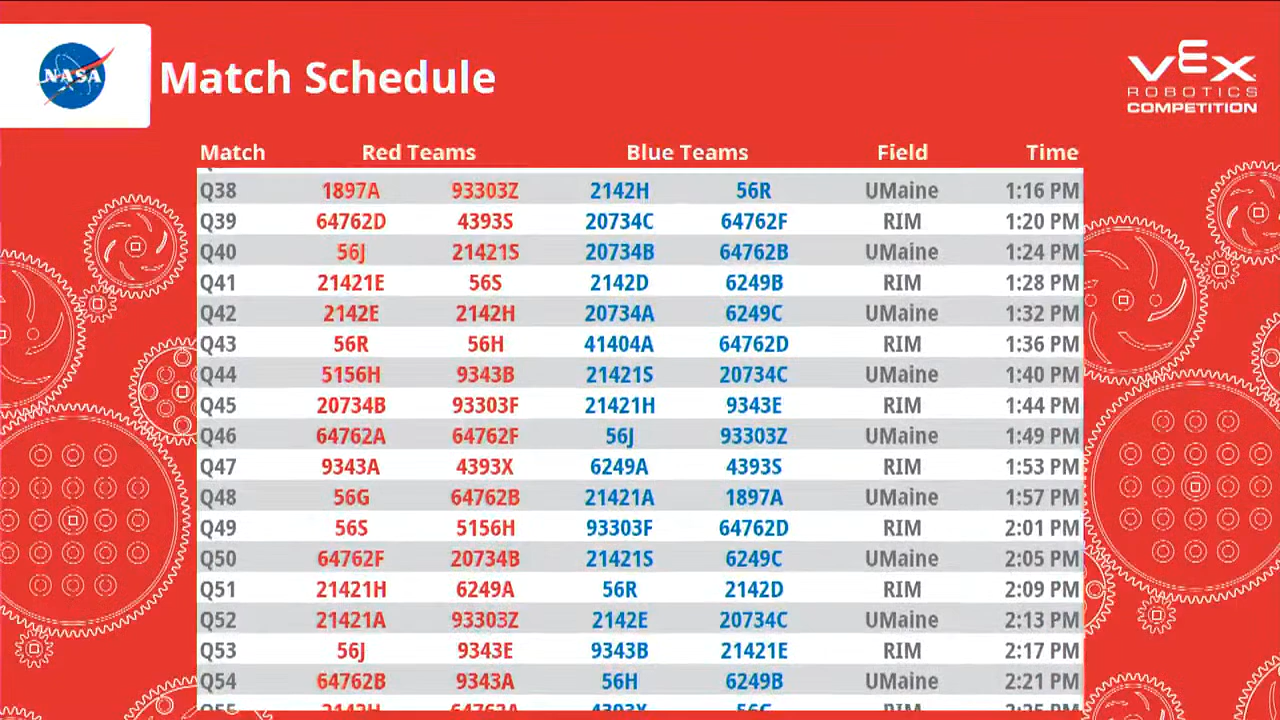 NASA
Match Schedule
VEX
ROBOTICS
COMPETITION
Match Red Teams Blue Teams Field Time
Q38 1897A 93303Z 2142H 56R UMaine 1:16 PM
Q39 64762D 4393S 20734C 64762F RIM 1:20 PM
Q40 56J 21421S 20734B 64762B UMaine 1:24 PM
Q41 21421E 56S 2142D 6249B RIM 1:28 PM
Q42 2142E 2142H 20734A 6249C UMaine 1:32 PM
Q43 56R 56H 41404A 64762D RIM 1:36 PM
Q44 5156H 9343B 21421S 20734C UMaine 1:40 PM
Q45 20734B 93303F 21421H 9343E RIM 1:44 PM
Q46 64762A 64762F 56J 93303Z UMaine 1:49 PM
Q47 9343A 4393X 6249A 4393S RIM 1:53 PM
Q48 56G 64762B 21421A 1897A UMaine 1:57 PM
Q49 56S 5156H 93303F 64762D RIM 2:01 PM
Q50 64762F 20734B 21421S 6249C UMaine 2:05 PM
Q51 21421H 6249A 56R 2142D RIM 2:09 PM
Q52 21421A 93303Z 2142E 20734C UMaine 2:13 PM
Q53 56J 9343E 9343B 21421E RIM 2:17 PM
Q54 64762B 9343A 56H 6249B UMaine 2:21 PM